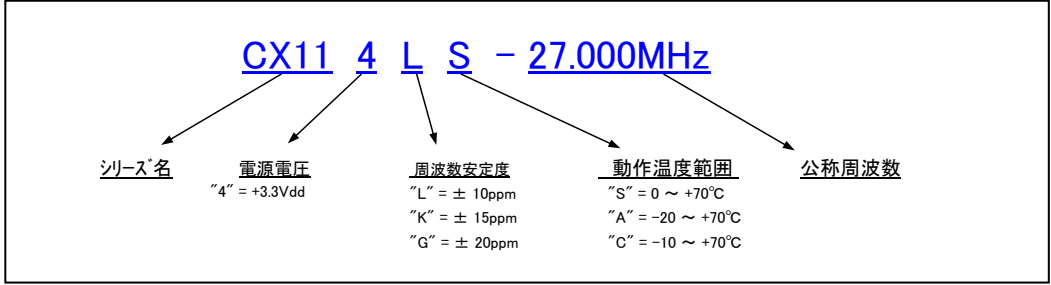 CX11 4 L S - 27.000MHz
シリーズ名 電源電圧 周波数安定度 動作温度範囲 公称周波数
"4" = +3.3Vdd "L" = ± 10ppm "S" = 0 ～ +70℃
"K" = ± 15ppm "A" = -20 ～ +70℃
"G" = ± 20ppm "C" = -10 ～ +70℃